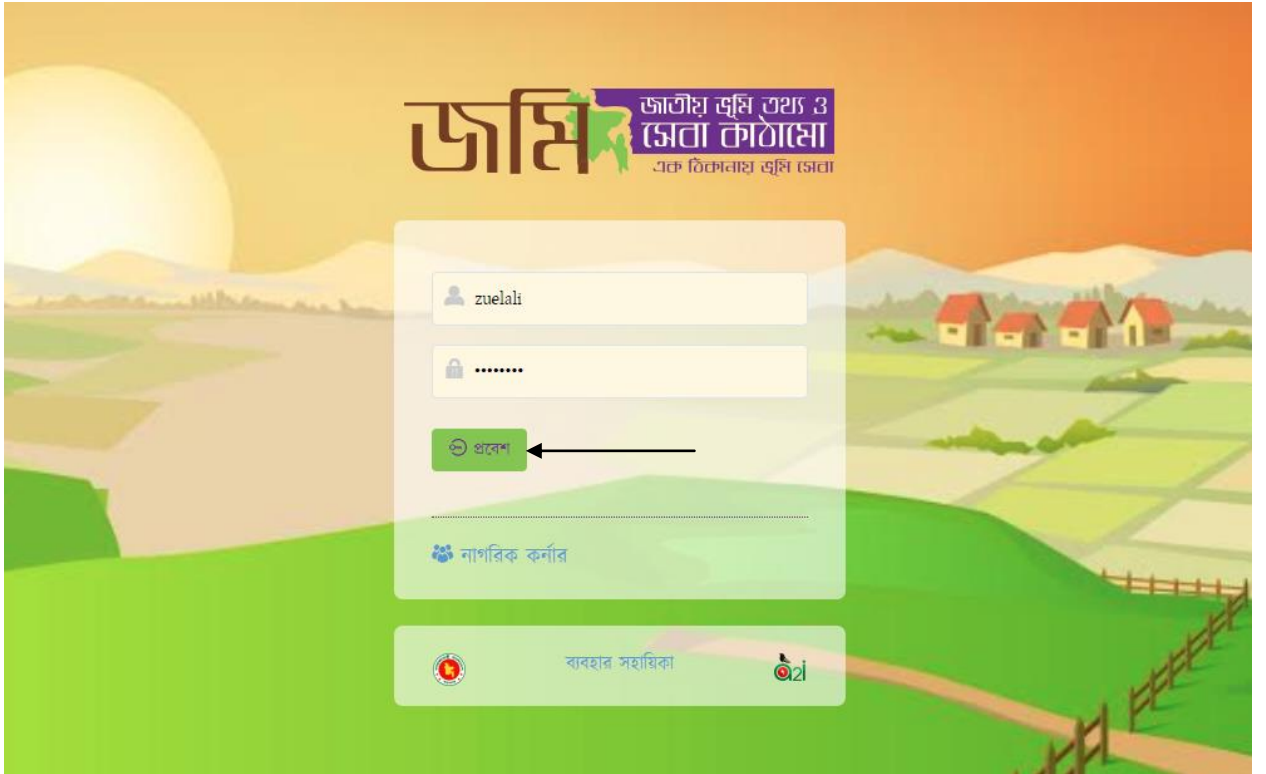 জমি
জাতীয় ভূমি তথ্য ও
সেবা কাঠামো
এক ঠিকানায় ভূমি সেবা
zuelali
••••••••
প্রবেশ
নাগরিক কর্নার
ব্যবহার সহায়িকা
a2i